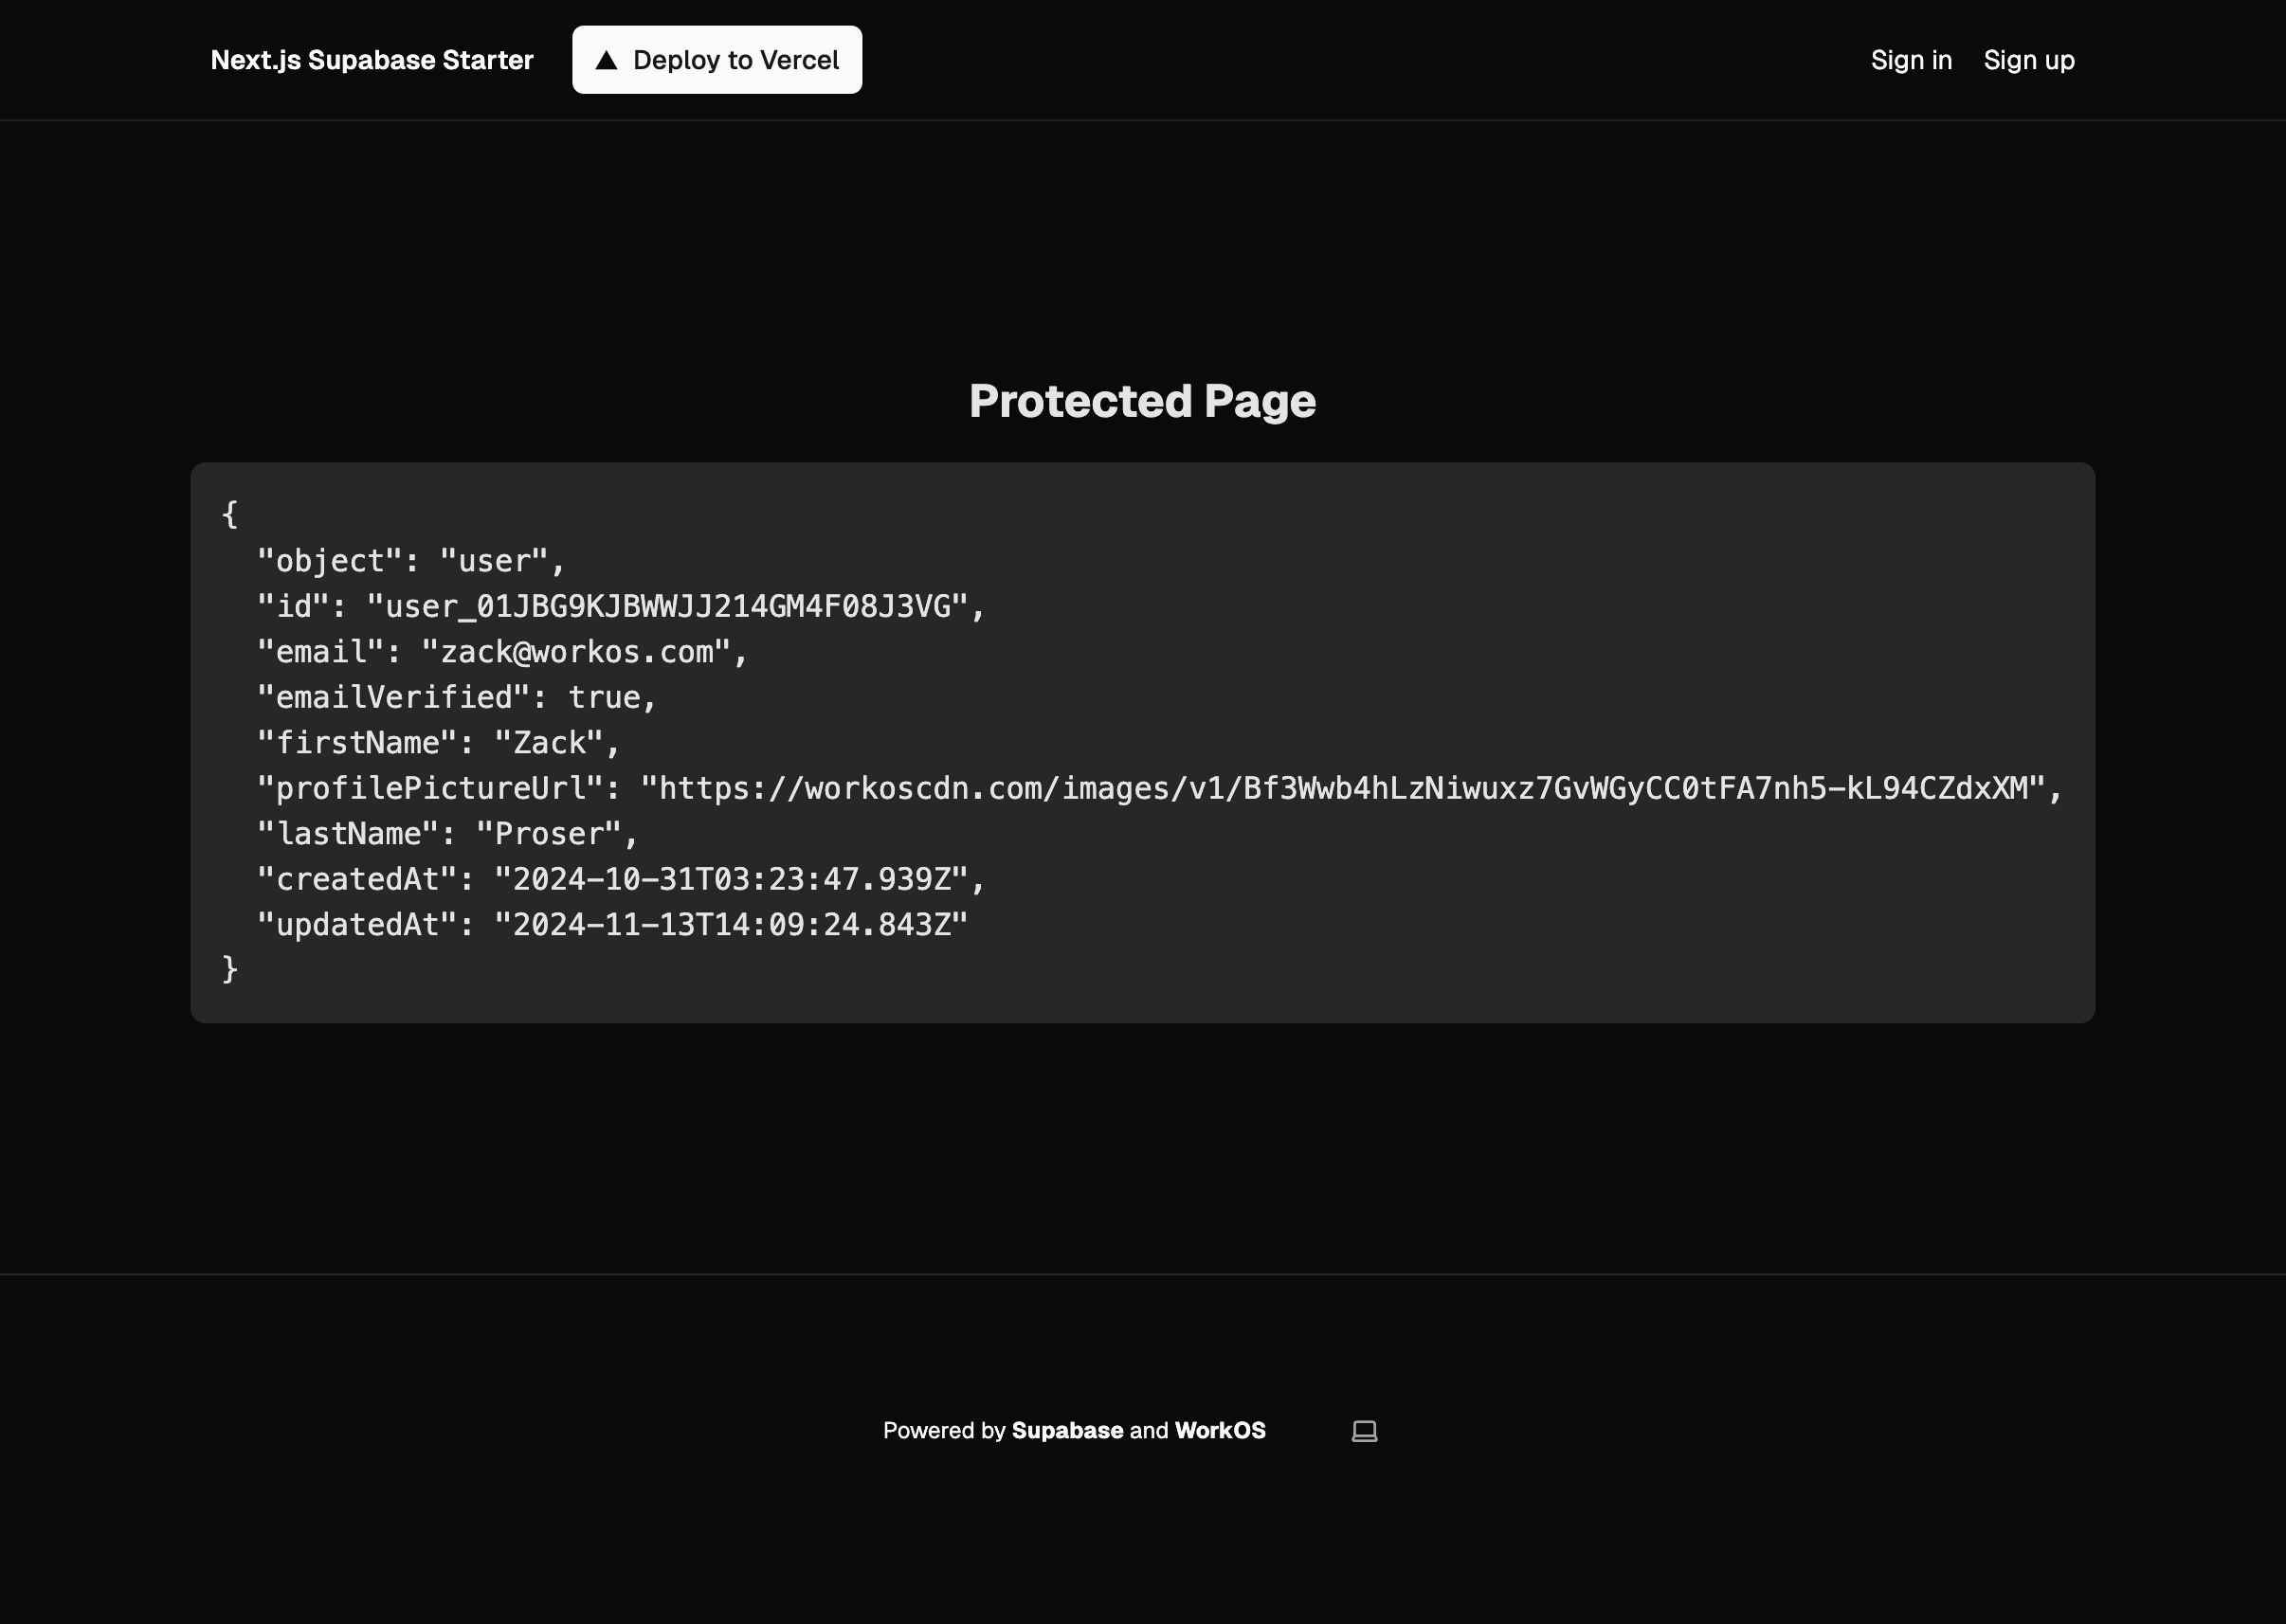 Next.js Supabase Starter
▲ Deploy to Vercel
Sign in
Sign up
Protected Page
{
  "object": "user",
  "id": "user_01JBG9KJBWWJJ214GM4F08J3VG",
  "email": "zack@workos.com",
  "emailVerified": true,
  "firstName": "Zack",
  "profilePictureUrl": "https://workoscdn.com/images/v1/Bf3Wwb4hLzNiwuxz7GvWGyCC0tFA7nh5-kL94CZdxXM",
  "lastName": "Proser",
  "createdAt": "2024-10-31T03:23:47.939Z",
  "updatedAt": "2024-11-13T14:09:24.843Z"
}
Powered by Supabase and WorkOS